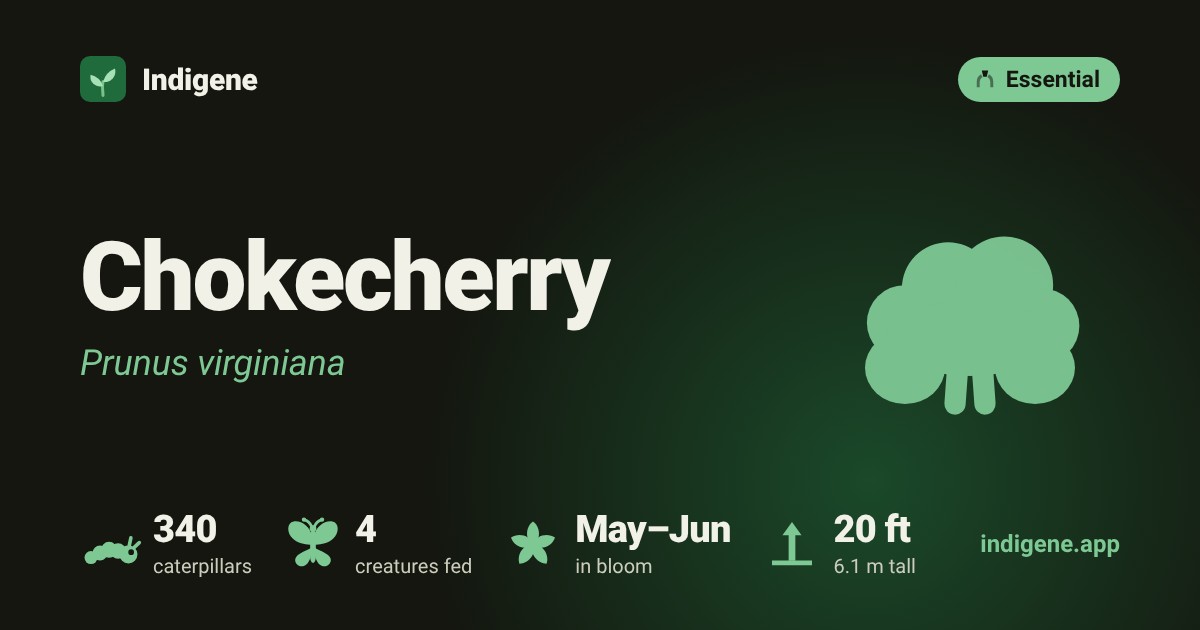 Indigene
Essential
Chokecherry
Prunus virginiana
340
caterpillars
4
creatures fed
May–Jun
in bloom
20 ft
6.1 m tall
indigene.app